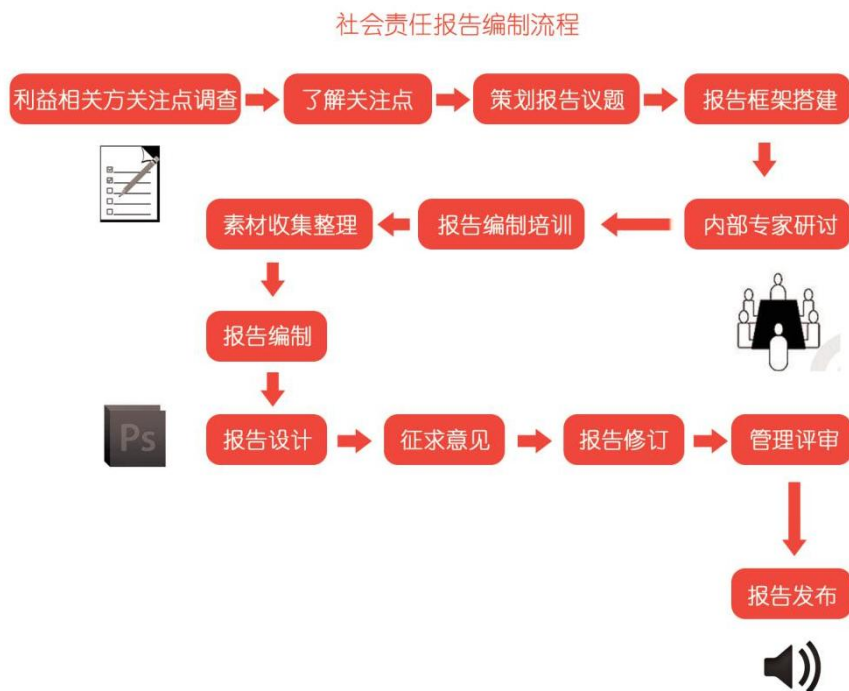 社会责任报告编制流程
利益相关方关注点调查
了解关注点
策划报告议题
报告框架搭建
内部专家研讨
报告编制培训
素材收集整理
报告编制
Ps
报告设计
征求意见
报告修订
管理评审
报告发布